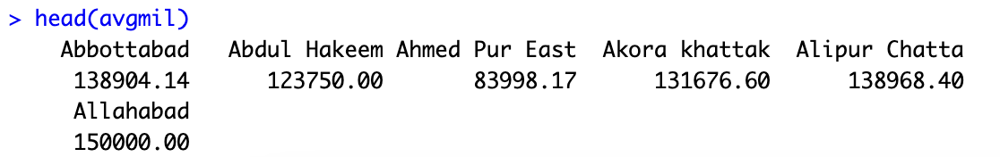 > head(avgmil)
Abbottabad Abdul Hakeem Ahmed Pur East Akora khattak Alipur Chatta
138904.14 123750.00 83998.17 131676.60 138968.40
Allahabad
150000.00